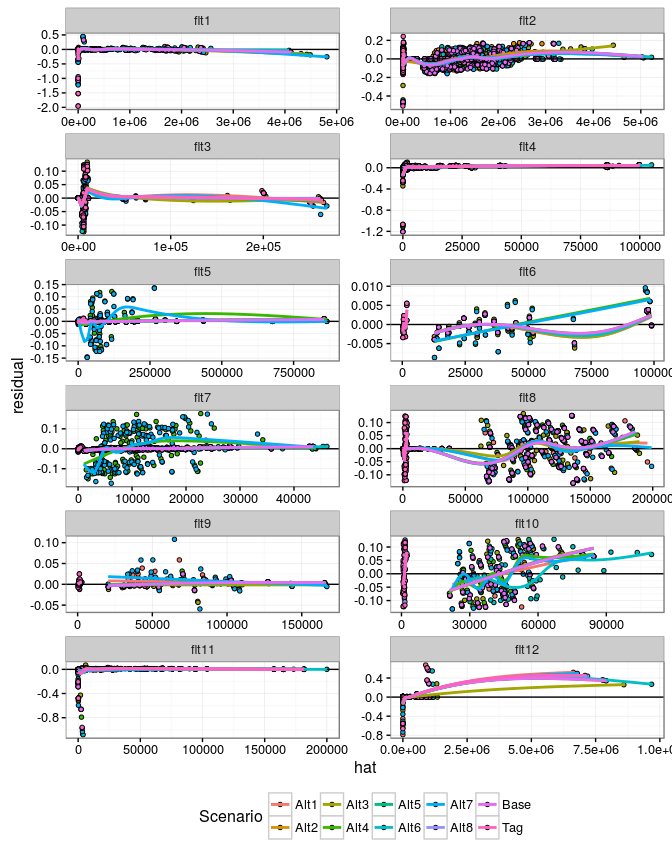 flt1 flt2
0.5 0.0 -0.5 -1.0 -1.5 -2.0
0.2 0.0 -0.2 -0.4
0e+00 1e+06 2e+06 3e+06 4e+06 5e+06
0e+00 1e+06 2e+06 3e+06 4e+06 5e+06
flt3 flt4
0.10 0.05 0.00 -0.05 -0.10
0.0 -0.4 -0.8 -1.2
0e+00 1e+05 2e+05
0 25000 50000 75000 100000
flt5 flt6
0.15 0.10 0.05 0.00 -0.05 -0.10 -0.15
0.010 0.005 0.000 -0.005
0 250000 500000 750000
0 25000 50000 75000 10000
residual
flt7 flt8
0.1 0.0 -0.1
0.10 0.05 0.00 -0.05 -0.10
0 10000 20000 30000 40000
0 50000 100000 150000 200000
flt9 flt10
0.10 0.05 0.00 -0.05
0.10 0.05 0.00 -0.05 -0.10
0 50000 100000 150000
0 30000 60000 90000
flt11 flt12
0.0 -0.4 -0.8
0.4 0.0 -0.4 -0.8
0 50000 100000 150000 200000
0.0e+00 2.5e+06 5.0e+06 7.5e+06 1.0e+0
hat
Scenario
Alt1 Alt3 Alt5 Alt7 Base
Alt2 Alt4 Alt6 Alt8 Tag